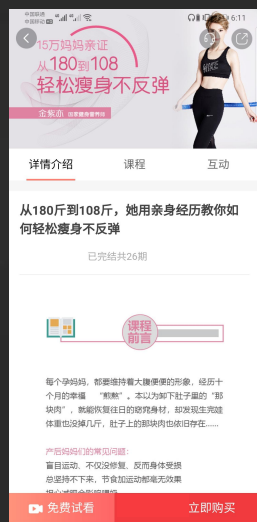 中国联通
中国移动
6:11
15万妈妈亲证
从180到108
轻松瘦身不反弹
金紫亦 国家健身营养师
详情介绍 课程 互动
从180斤到108斤，她用亲身经历教你如
何轻松瘦身不反弹
已完结共26期
课程
前言
每个孕妈妈，都要维持着大腹便便的形象，经历十
个月的幸福 “煎熬”。本以为卸下肚子里的“那
块肉”，就能恢复往日的窈窕身材，却发现生完娃
体重也没掉几斤，肚子上的那块肉也依旧存在......
产后妈妈们的常见问题：
盲目运动、不仅没修复、反而身体受损
总坚持不下来，节食加运动都毫无效果
免费试看 立即购买